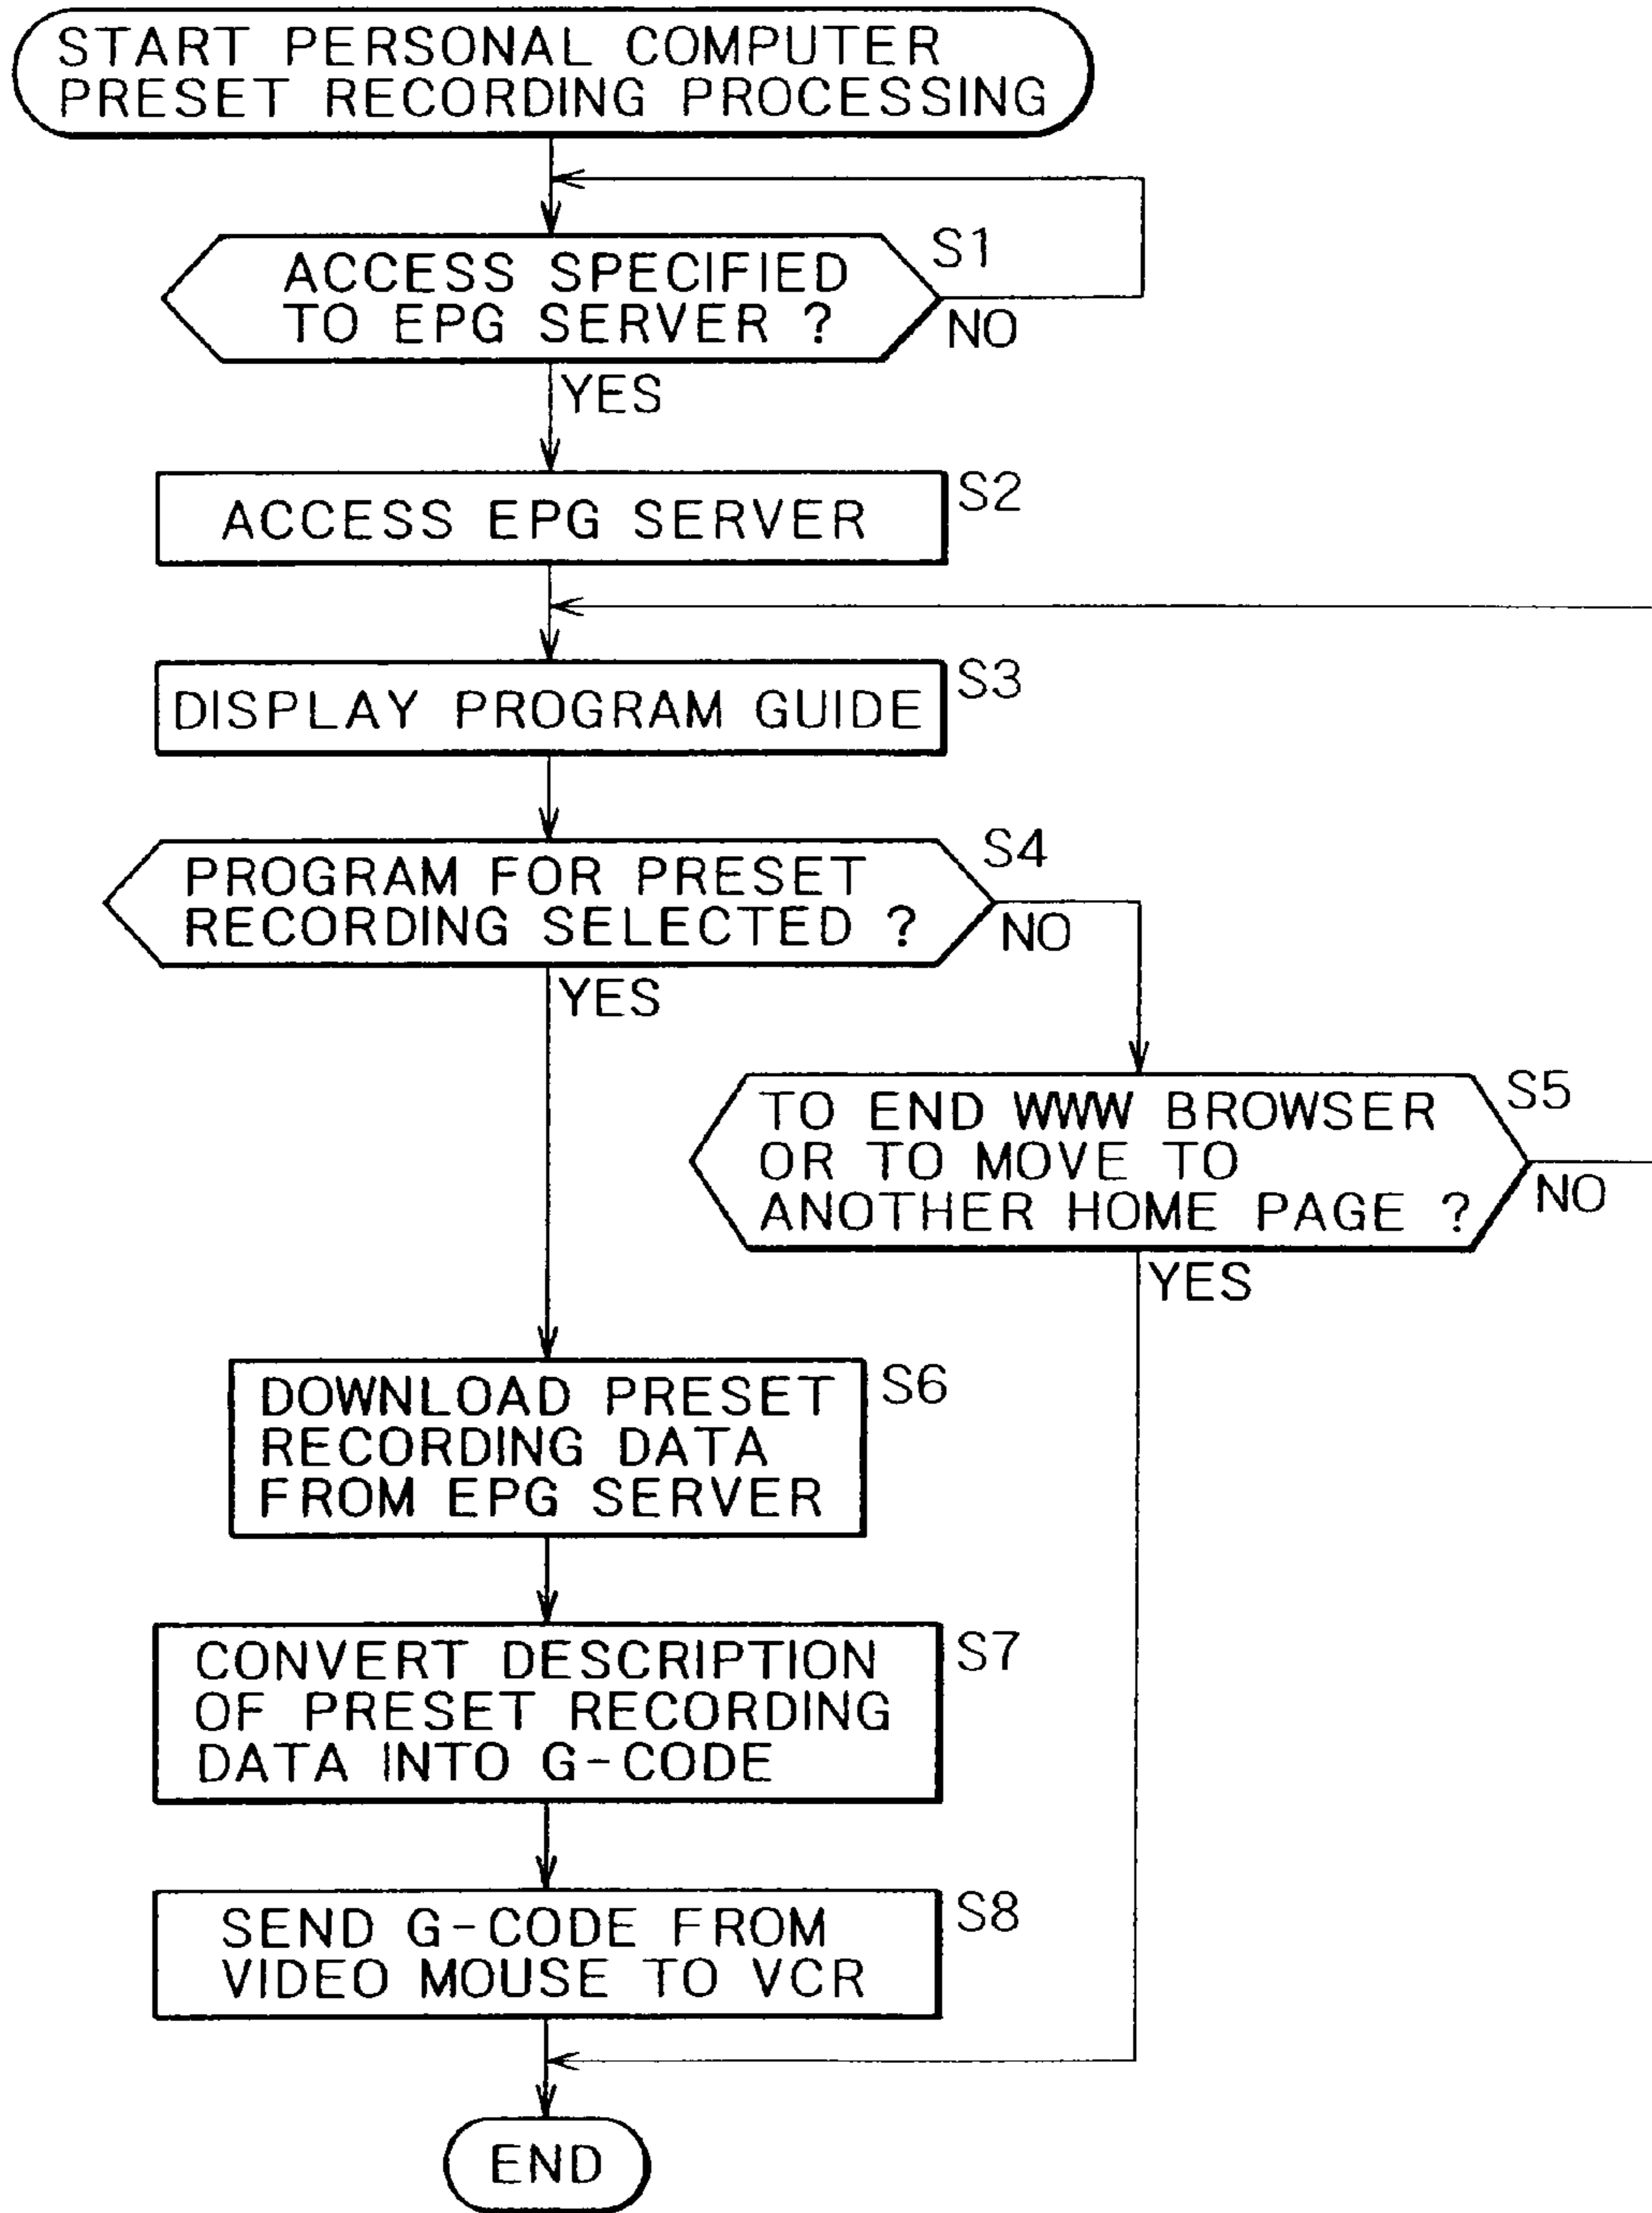 START PERSONAL COMPUTER
PRESET RECORDING PROCESSING
S1
ACCESS SPECIFIED
TO EPG SERVER ?
NO
YES
S2
ACCESS EPG SERVER
S3
DISPLAY PROGRAM GUIDE
S4
PROGRAM FOR PRESET
RECORDING SELECTED ?
NO
YES
S5
TO END WWW BROWSER
OR TO MOVE TO
ANOTHER HOME PAGE ?
NO
YES
S6
DOWNLOAD PRESET
RECORDING DATA
FROM EPG SERVER
S7
CONVERT DESCRIPTION
OF PRESET RECORDING
DATA INTO G-CODE
S8
SEND G-CODE FROM
VIDEO MOUSE TO VCR
END